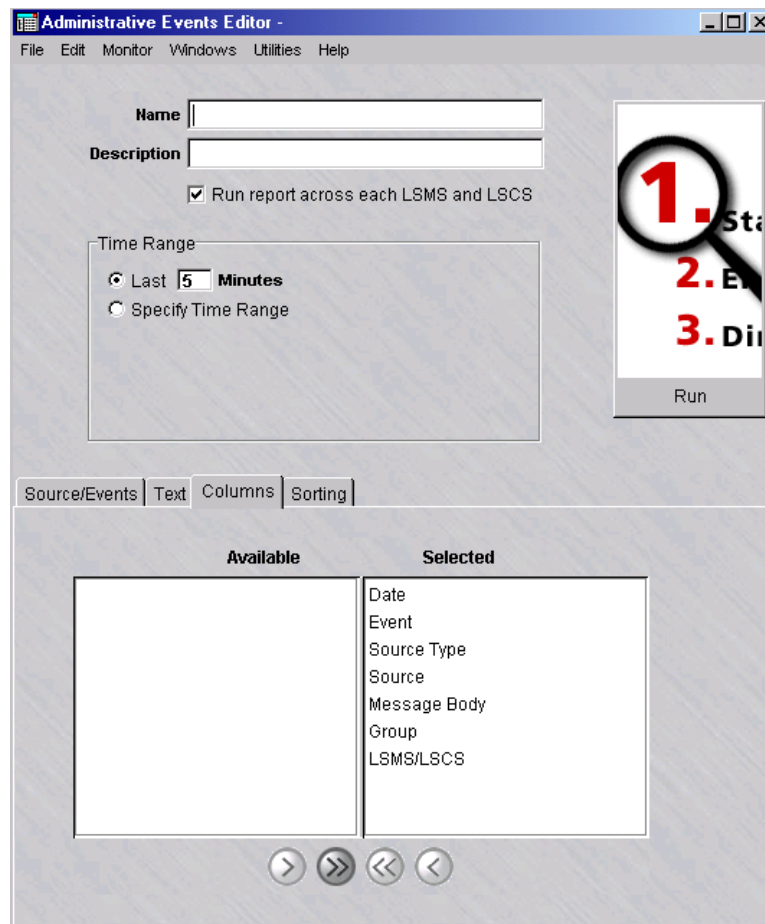 Administrative Events Editor -
File Edit Monitor Windows Utilities Help
Name
Description
Run report across each LSMS and LSCS
Time Range
Last 5 Minutes
Specify Time Range
1.
2.
3.
Run
Source/Events Text Columns Sorting
Available Selected
Date
Event
Source Type
Source
Message Body
Group
LSMS/LSCS